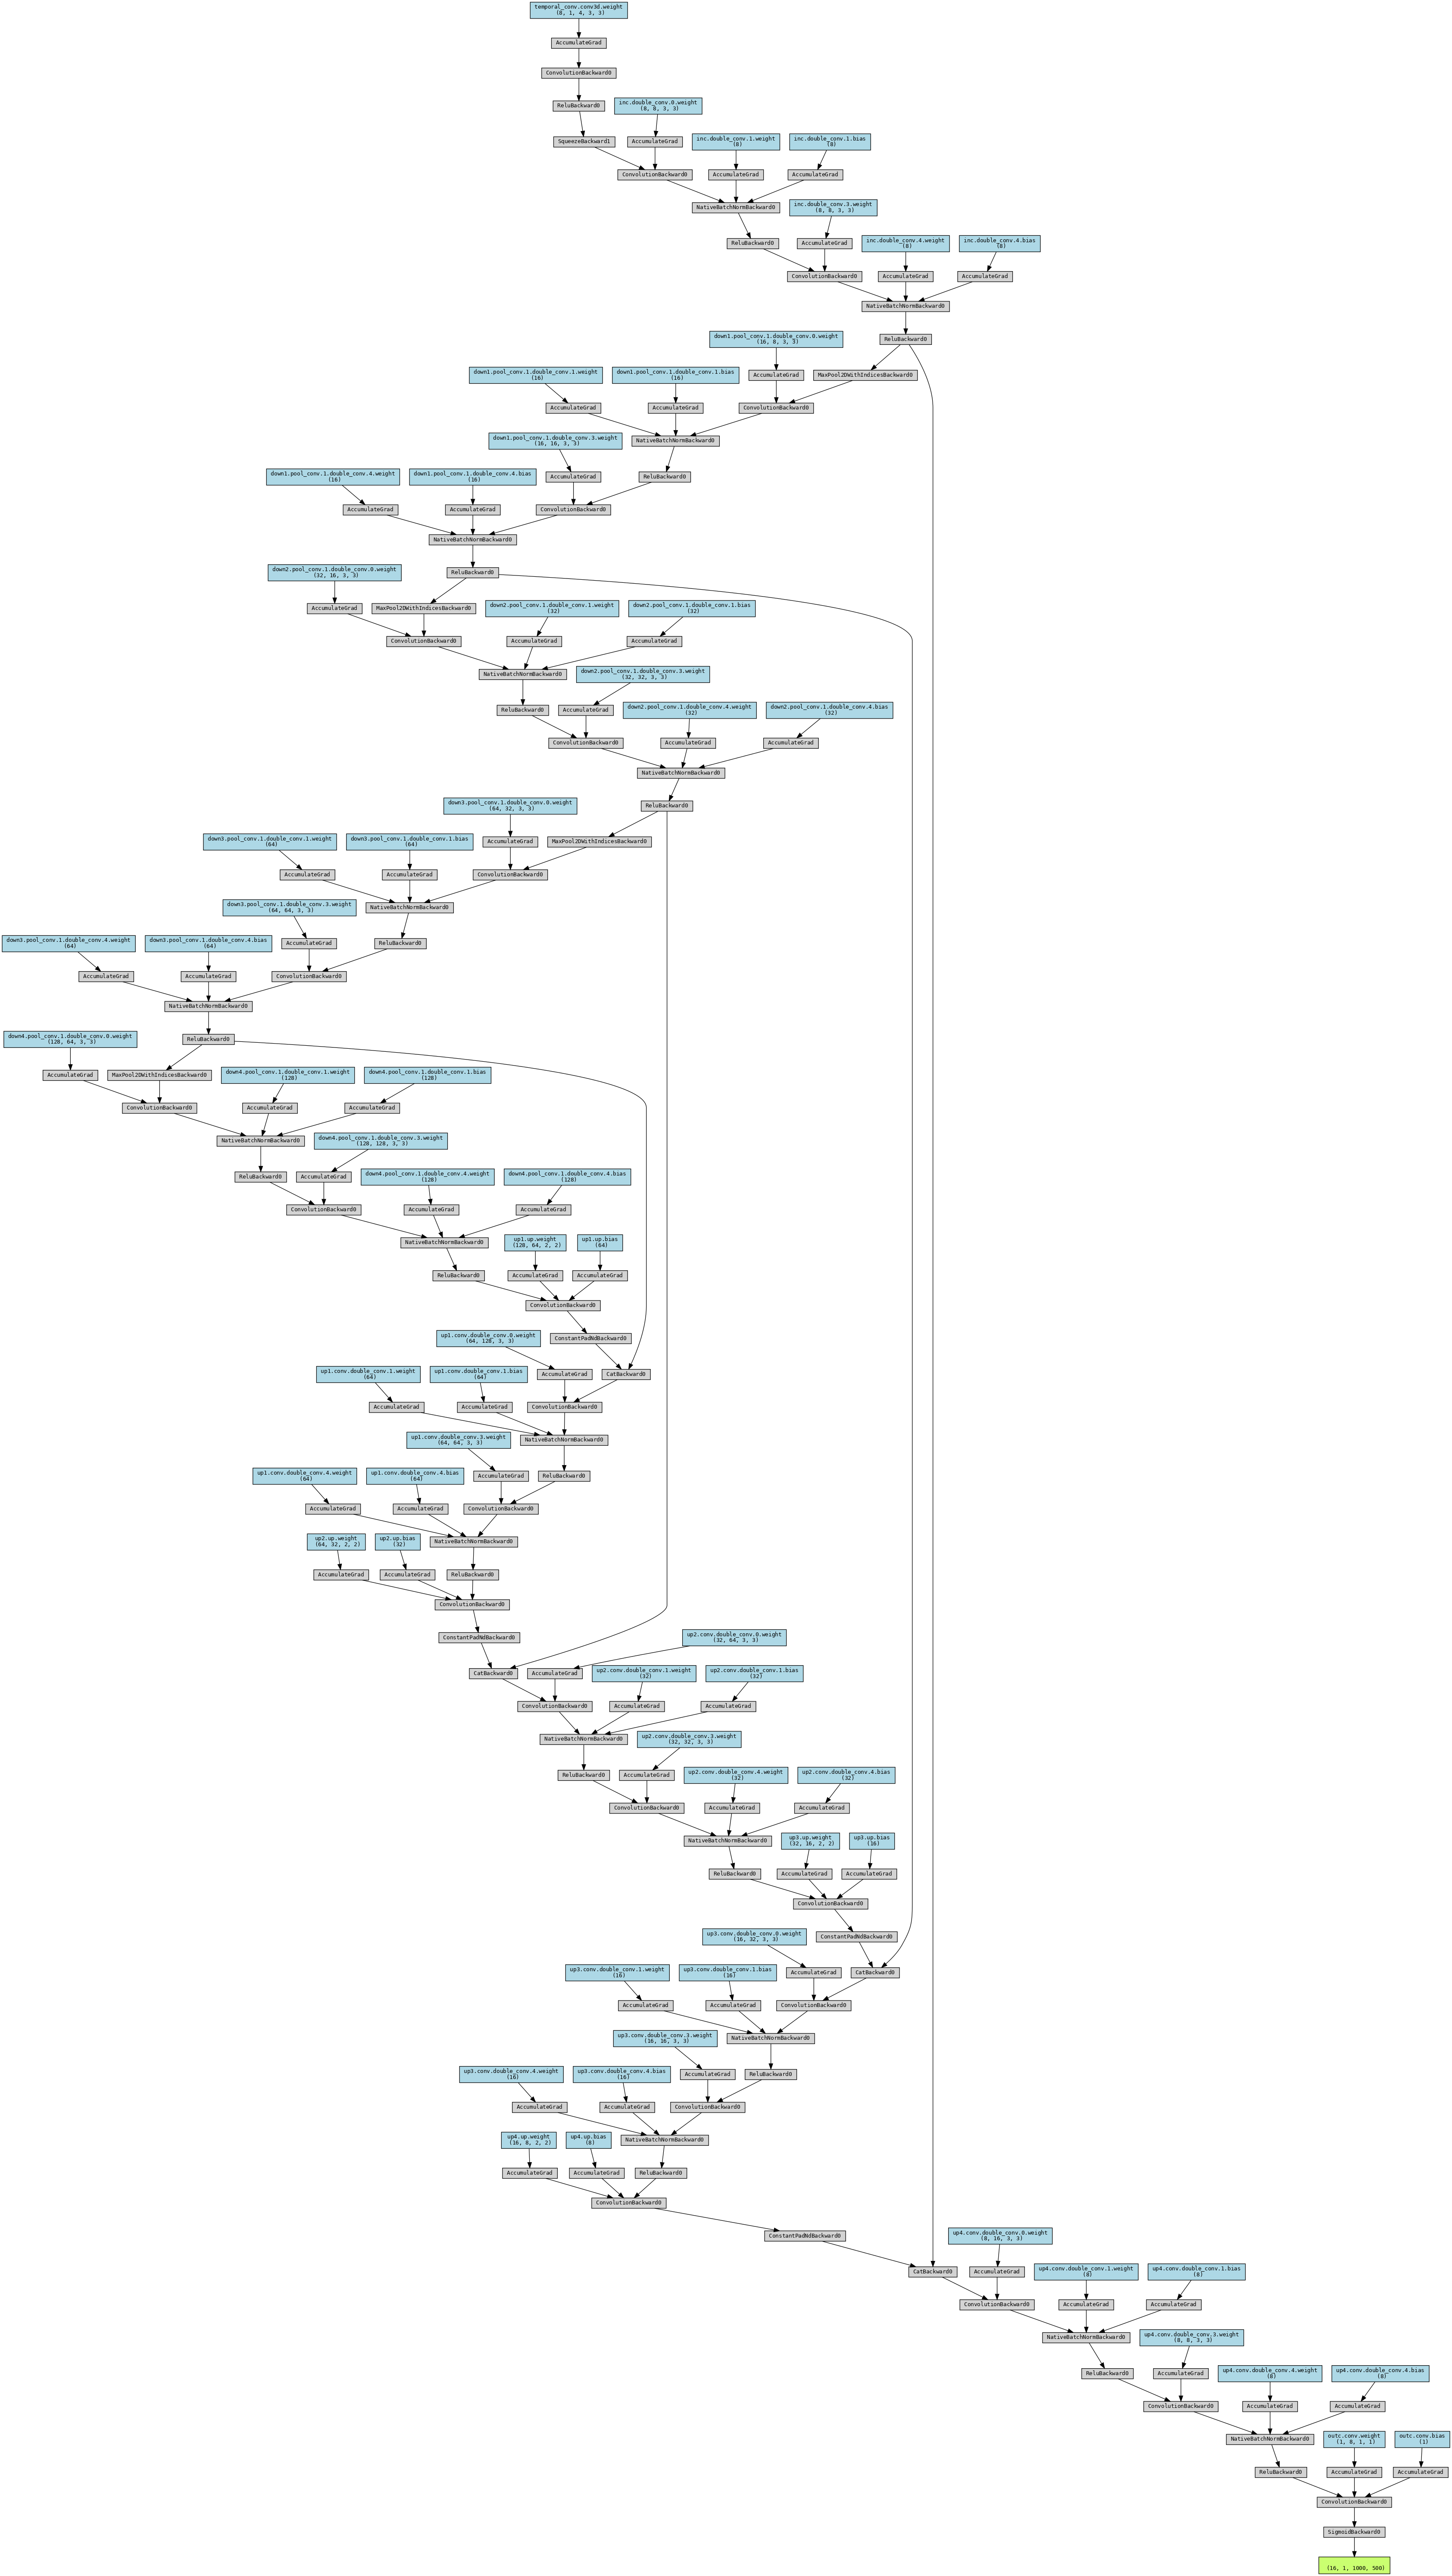 temporal_conv.conv3d.weight
(8, 1, 4, 3, 3)
AccumulateGrad
ConvolutionBackward0
ReluBackward0
inc.double_conv.0.weight
(8, 8, 3, 3)
SqueezeBackward1
AccumulateGrad
inc.double_conv.1.weight
(8)
inc.double_conv.1.bias
(8)
ConvolutionBackward0
AccumulateGrad
AccumulateGrad
NativeBatchNormBackward0
inc.double_conv.3.weight
(8, 8, 3, 3)
ReluBackward0
AccumulateGrad
inc.double_conv.4.weight
(8)
inc.double_conv.4.bias
(8)
ConvolutionBackward0
AccumulateGrad
AccumulateGrad
NativeBatchNormBackward0
down1.pool_conv.1.double_conv.0.weight
(16, 8, 3, 3)
ReluBackward0
down1.pool_conv.1.double_conv.1.weight
(16)
down1.pool_conv.1.double_conv.1.bias
(16)
AccumulateGrad
MaxPool2DWithIndicesBackward0
AccumulateGrad
AccumulateGrad
ConvolutionBackward0
down1.pool_conv.1.double_conv.3.weight
(16, 16, 3, 3)
NativeBatchNormBackward0
down1.pool_conv.1.double_conv.4.weight
(16)
down1.pool_conv.1.double_conv.4.bias
(16)
AccumulateGrad
ReluBackward0
AccumulateGrad
AccumulateGrad
ConvolutionBackward0
NativeBatchNormBackward0
down2.pool_conv.1.double_conv.0.weight
(32, 16, 3, 3)
ReluBackward0
AccumulateGrad
MaxPool2DWithIndicesBackward0
down2.pool_conv.1.double_conv.1.weight
(32)
down2.pool_conv.1.double_conv.1.bias
(32)
ConvolutionBackward0
AccumulateGrad
AccumulateGrad
NativeBatchNormBackward0
down2.pool_conv.1.double_conv.3.weight
(32, 32, 3, 3)
ReluBackward0
AccumulateGrad
down2.pool_conv.1.double_conv.4.weight
(32)
down2.pool_conv.1.double_conv.4.bias
(32)
ConvolutionBackward0
AccumulateGrad
AccumulateGrad
NativeBatchNormBackward0
down3.pool_conv.1.double_conv.0.weight
(64, 32, 3, 3)
ReluBackward0
down3.pool_conv.1.double_conv.1.weight
(64)
down3.pool_conv.1.double_conv.1.bias
(64)
AccumulateGrad
MaxPool2DWithIndicesBackward0
AccumulateGrad
AccumulateGrad
ConvolutionBackward0
down3.pool_conv.1.double_conv.3.weight
(64, 64, 3, 3)
NativeBatchNormBackward0
down3.pool_conv.1.double_conv.4.weight
(64)
down3.pool_conv.1.double_conv.4.bias
(64)
AccumulateGrad
ReluBackward0
AccumulateGrad
AccumulateGrad
ConvolutionBackward0
NativeBatchNormBackward0
down4.pool_conv.1.double_conv.0.weight
(128, 64, 3, 3)
ReluBackward0
AccumulateGrad
MaxPool2DWithIndicesBackward0
down4.pool_conv.1.double_conv.1.weight
(128)
down4.pool_conv.1.double_conv.1.bias
(128)
ConvolutionBackward0
AccumulateGrad
AccumulateGrad
NativeBatchNormBackward0
down4.pool_conv.1.double_conv.3.weight
(128, 128, 3, 3)
ReluBackward0
AccumulateGrad
down4.pool_conv.1.double_conv.4.weight
(128)
down4.pool_conv.1.double_conv.4.bias
(128)
ConvolutionBackward0
AccumulateGrad
AccumulateGrad
NativeBatchNormBackward0
up1.up.weight
(128, 64, 2, 2)
up1.up.bias
(64)
ReluBackward0
AccumulateGrad
AccumulateGrad
ConvolutionBackward0
up1.conv.double_conv.0.weight
(64, 128, 3, 3)
ConstantPadNdBackward0
up1.conv.double_conv.1.weight
(64)
up1.conv.double_conv.1.bias
(64)
AccumulateGrad
CatBackward0
AccumulateGrad
AccumulateGrad
ConvolutionBackward0
up1.conv.double_conv.3.weight
(64, 64, 3, 3)
NativeBatchNormBackward0
up1.conv.double_conv.4.weight
(64)
up1.conv.double_conv.4.bias
(64)
AccumulateGrad
ReluBackward0
AccumulateGrad
AccumulateGrad
ConvolutionBackward0
up2.up.weight
(64, 32, 2, 2)
up2.up.bias
(32)
NativeBatchNormBackward0
AccumulateGrad
AccumulateGrad
ReluBackward0
ConvolutionBackward0
ConstantPadNdBackward0
up2.conv.double_conv.0.weight
(32, 64, 3, 3)
CatBackward0
AccumulateGrad
up2.conv.double_conv.1.weight
(32)
up2.conv.double_conv.1.bias
(32)
ConvolutionBackward0
AccumulateGrad
AccumulateGrad
NativeBatchNormBackward0
up2.conv.double_conv.3.weight
(32, 32, 3, 3)
ReluBackward0
AccumulateGrad
up2.conv.double_conv.4.weight
(32)
up2.conv.double_conv.4.bias
(32)
ConvolutionBackward0
AccumulateGrad
AccumulateGrad
NativeBatchNormBackward0
up3.up.weight
(32, 16, 2, 2)
up3.up.bias
(16)
ReluBackward0
AccumulateGrad
AccumulateGrad
ConvolutionBackward0
up3.conv.double_conv.0.weight
(16, 32, 3, 3)
ConstantPadNdBackward0
up3.conv.double_conv.1.weight
(16)
up3.conv.double_conv.1.bias
(16)
AccumulateGrad
CatBackward0
AccumulateGrad
AccumulateGrad
ConvolutionBackward0
up3.conv.double_conv.3.weight
(16, 16, 3, 3)
NativeBatchNormBackward0
up3.conv.double_conv.4.weight
(16)
up3.conv.double_conv.4.bias
(16)
AccumulateGrad
ReluBackward0
AccumulateGrad
AccumulateGrad
ConvolutionBackward0
up4.up.weight
(16, 8, 2, 2)
up4.up.bias
(8)
NativeBatchNormBackward0
AccumulateGrad
AccumulateGrad
ReluBackward0
ConvolutionBackward0
ConstantPadNdBackward0
up4.conv.double_conv.0.weight
(8, 16, 3, 3)
CatBackward0
AccumulateGrad
up4.conv.double_conv.1.weight
(8)
up4.conv.double_conv.1.bias
(8)
ConvolutionBackward0
AccumulateGrad
AccumulateGrad
NativeBatchNormBackward0
up4.conv.double_conv.3.weight
(8, 8, 3, 3)
ReluBackward0
AccumulateGrad
up4.conv.double_conv.4.weight
(8)
up4.conv.double_conv.4.bias
(8)
ConvolutionBackward0
AccumulateGrad
AccumulateGrad
NativeBatchNormBackward0
outc.conv.weight
(1, 8, 1, 1)
outc.conv.bias
(1)
ReluBackward0
AccumulateGrad
AccumulateGrad
ConvolutionBackward0
SigmoidBackward0
(16, 1, 1000, 500)